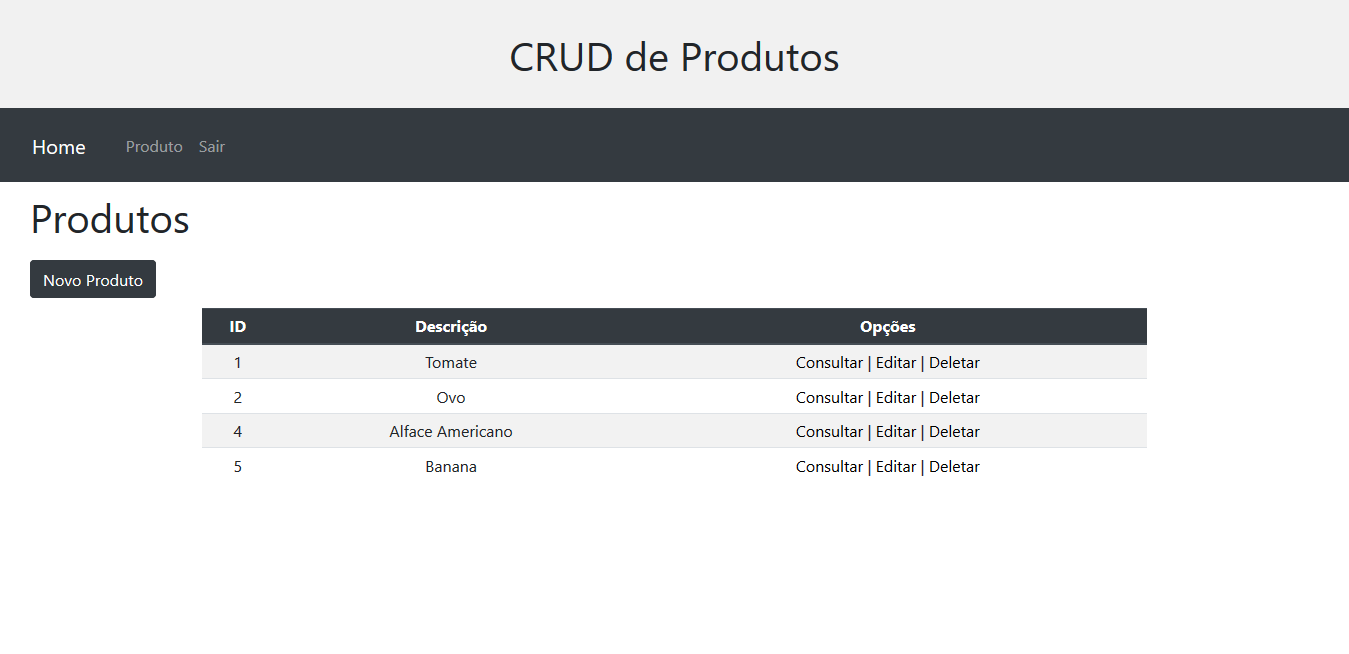 CRUD de Produtos
Home Produto Sair
Produtos
Novo Produto
ID Descrição Opções
1 Tomate Consultar | Editar | Deletar
2 Ovo Consultar | Editar | Deletar
4 Alface Americano Consultar | Editar | Deletar
5 Banana Consultar | Editar | Deletar